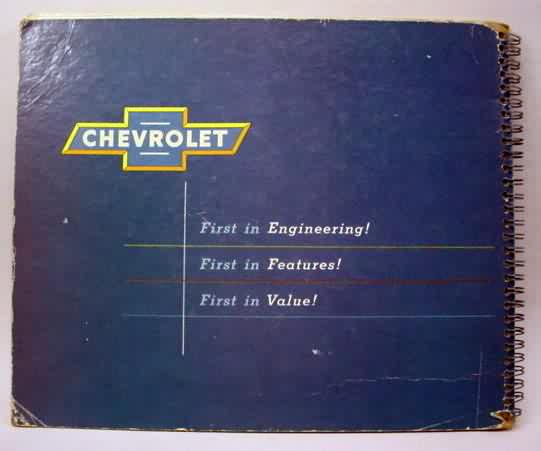 CHEVROLET
First in Engineering!
First in Features!
First in Value!